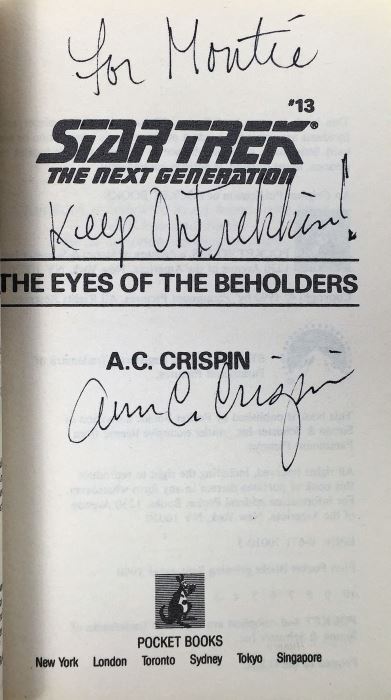 For Montie
#13
STAR TREK®
THE NEXT GENERATION
Keep On Trekkin!
THE EYES OF THE BEHOLDERS
A.C. CRISPIN
Ann C. Crispin
POCKET BOOKS
New York London Toronto Sydney Tokyo Singapore